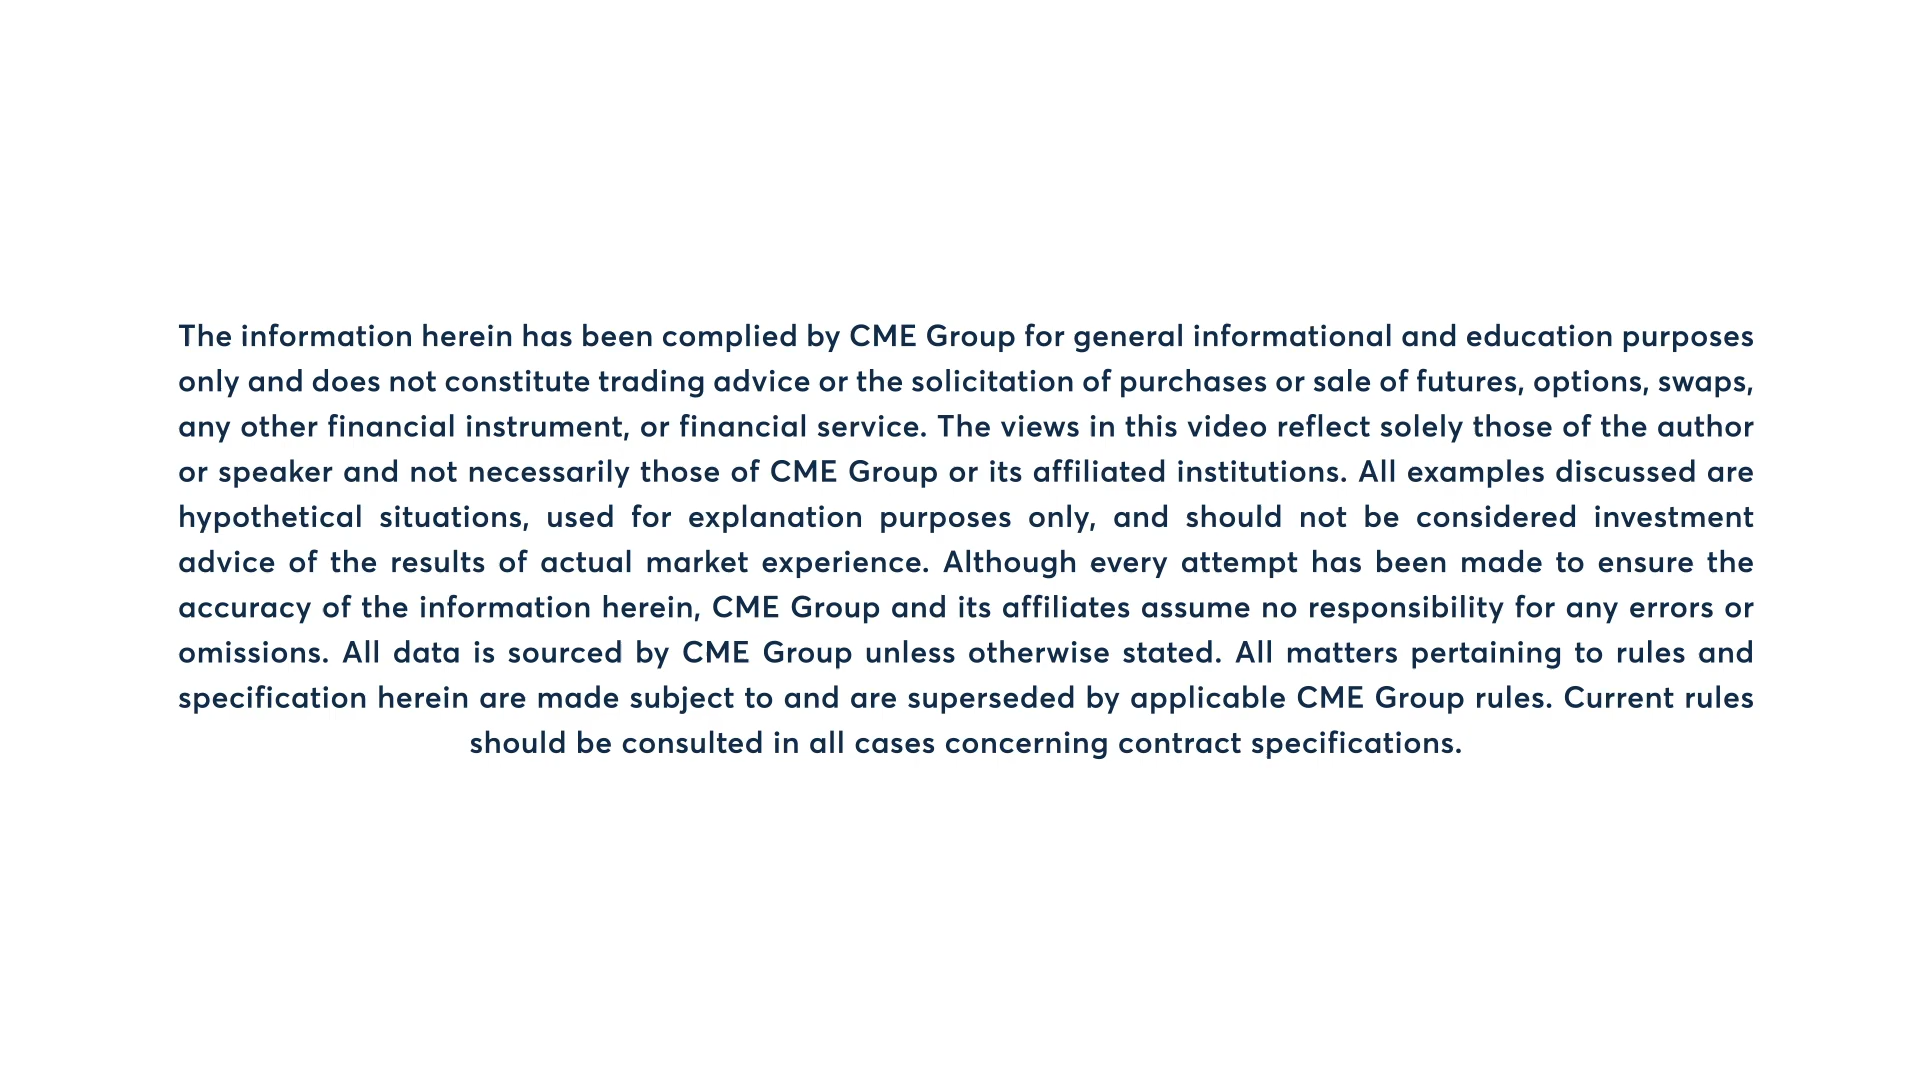 The information herein has been complied by CME Group for general informational and education purposes
only and does not constitute trading advice or the solicitation of purchases or sale of futures, options, swaps,
any other financial instrument, or financial service. The views in this video reflect solely those of the author
or speaker and not necessarily those of CME Group or its affiliated institutions. All examples discussed are
hypothetical situations, used for explanation purposes only, and should not be considered investment
advice of the results of actual market experience. Although every attempt has been made to ensure the
accuracy of the information herein, CME Group and its affiliates assume no responsibility for any errors or
omissions. All data is sourced by CME Group unless otherwise stated. All matters pertaining to rules and
specification herein are made subject to and are superseded by applicable CME Group rules. Current rules
should be consulted in all cases concerning contract specifications.